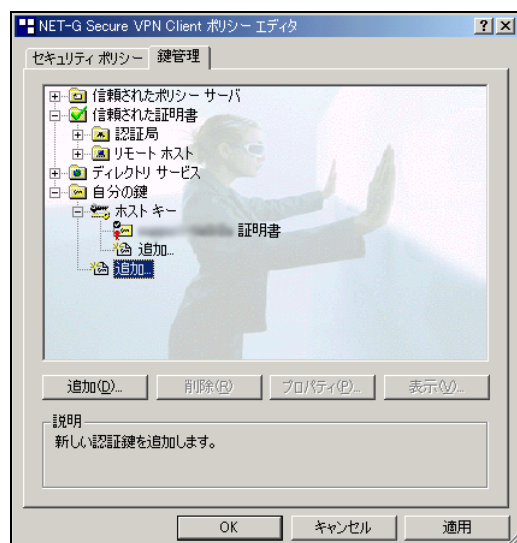 NET-G Secure VPN Client ポリシー エディタ
セキュリティ ポリシー 鍵管理
信頼されたポリシー サーバ
信頼された証明書
認証局
リモート ホスト
ディレクトリ サービス
自分の鍵
ホスト キー
証明書
追加...
追加...
追加(D)... 削除(R) プロパティ(P)... 表示(V)...
説明
新しい認証鍵を追加します。
OK キャンセル 適用